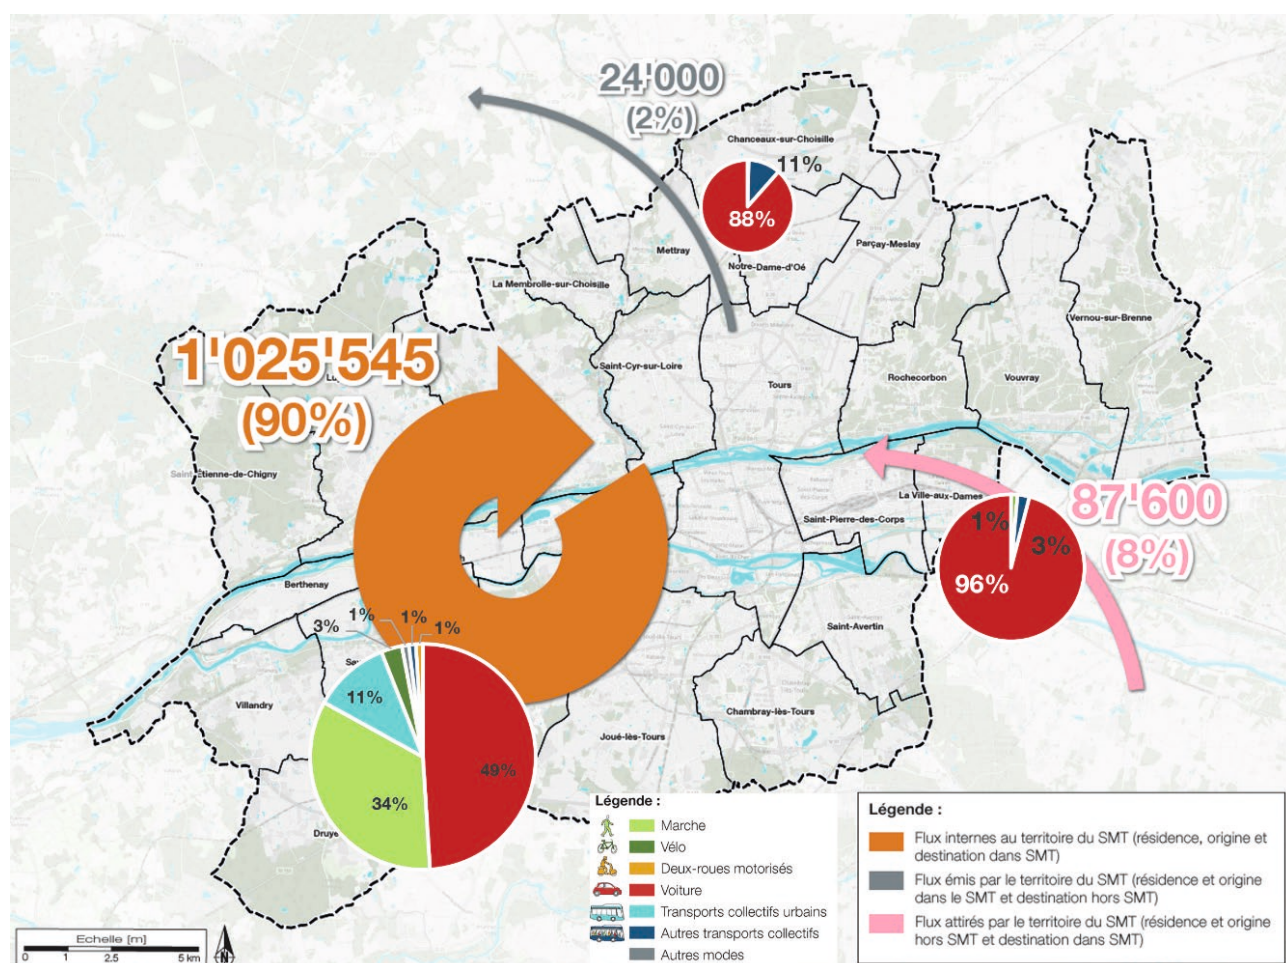 24'000
(2%)
Chanceaux-sur-Choisille
11%
88%
Mettray
Notre-Dame-d'Oé
Parçay-Meslay
La Membrolle-sur-Choisille
Vernou-sur-Brenne
1'025'545
(90%)
Saint-Cyr-sur-Loire
Tours
Rochecorbon
Vouvray
Saint-Étienne-de-Chigny
La Ville-aux-Dames
87'600
(8%)
Saint-Pierre-des-Corps
1%
3%
96%
Berthenay
Saint-Avertin
3%
1%
1%
1%
11%
49%
34%
Villandry
Chambray-lès-Tours
Joué-lès-Tours
Légende :
Marche
Vélo
Deux-roues motorisés
Voiture
Transports collectifs urbains
Autres transports collectifs
Autres modes
Légende :
Flux internes au territoire du SMT (résidence, origine et
destination dans SMT)
Flux émis par le territoire du SMT (résidence et origine
dans le SMT et destination hors SMT)
Flux attirés par le territoire du SMT (résidence et origine
hors SMT et destination dans SMT)
Echelle [m]
0 1 2.5 5 km